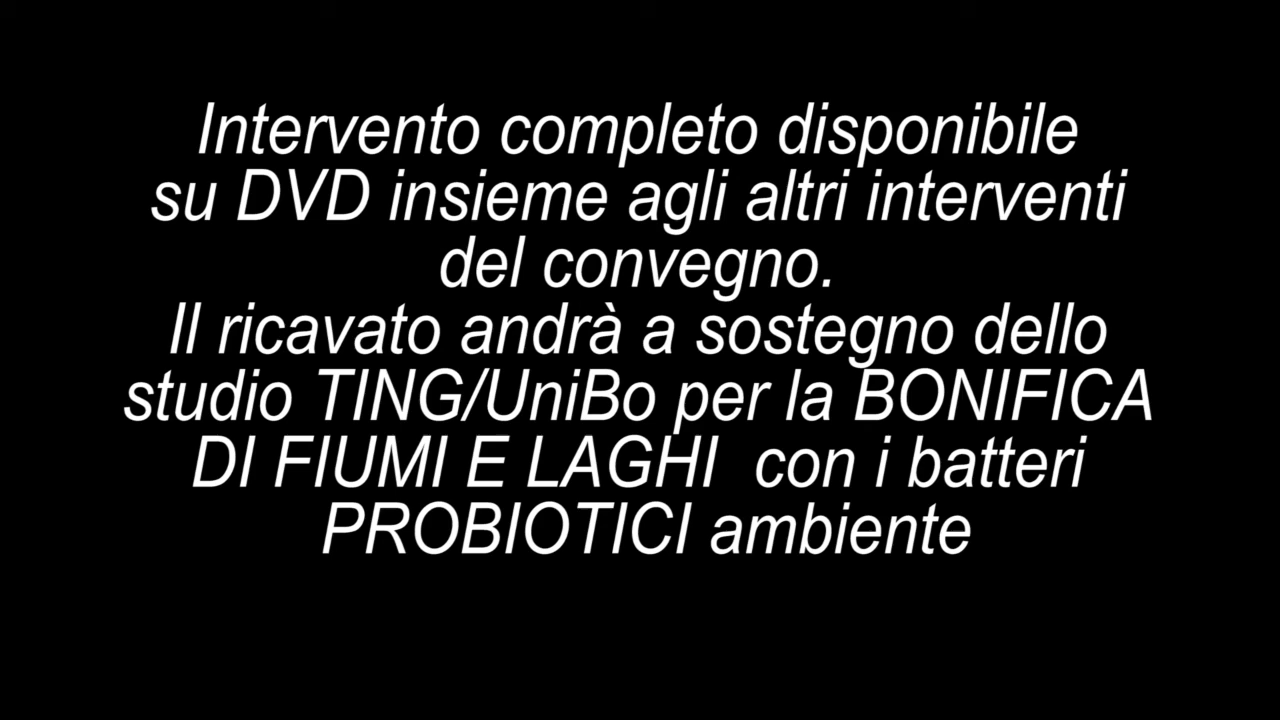 Intervento completo disponibile
su DVD insieme agli altri interventi
del convegno.
Il ricavato andrà a sostegno dello
studio TING/UniBo per la BONIFICA
DI FIUMI E LAGHI  con i batteri
PROBIOTICI ambiente